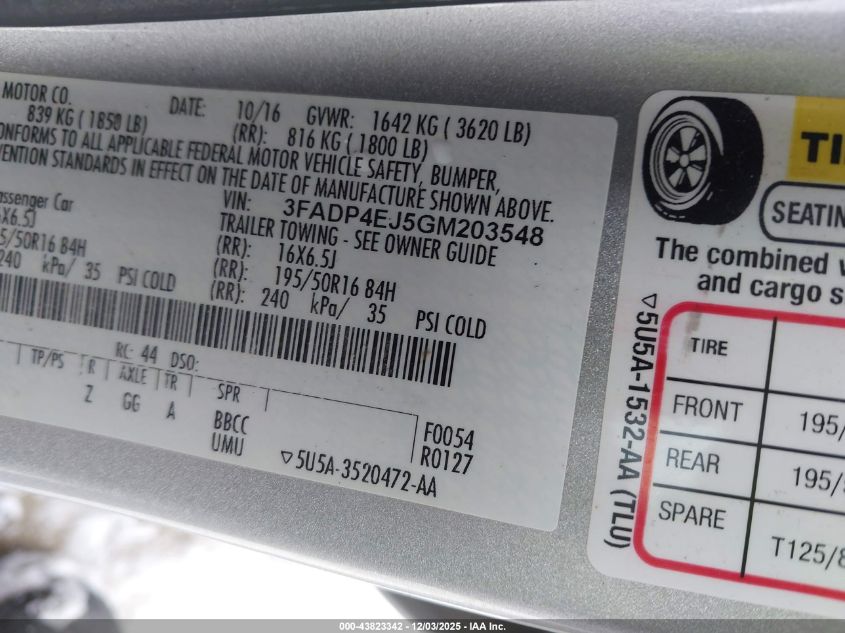 MOTOR CO. DATE: 10/16 GVWR: 1642 KG ( 3620 LB)
839 KG ( 1850 LB) (RR): 816 KG ( 1800 LB)
CONFORMS TO ALL APPLICABLE FEDERAL MOTOR VEHICLE SAFETY, BUMPER,
VENTION STANDARDS IN EFFECT ON THE DATE OF MANUFACTURE SHOWN ABOVE.
VIN: 3FADP4EJ5GM203548
assenger Car TRAILER TOWING - SEE OWNER GUIDE
6X6.5J (RR): 16X6.5J
95/50R16 84H (RR): 195/50R16 84H
240 kPa/ 35 PSI COLD (RR): 240 kPa/ 35 PSI COLD
RC: 44 DSO:
TP/PS R AXLE TR SPR
Z GG A BBCC
UMU
F0054
R0127
▽5U5A-3520472-AA
TI
SEATIN
The combined
and cargo s
▽5U5A-1532-AA (TLU)
TIRE
FRONT 195/
REAR 195/5
SPARE T125/8
000-43823342 - 12/03/2025 - IAA Inc.